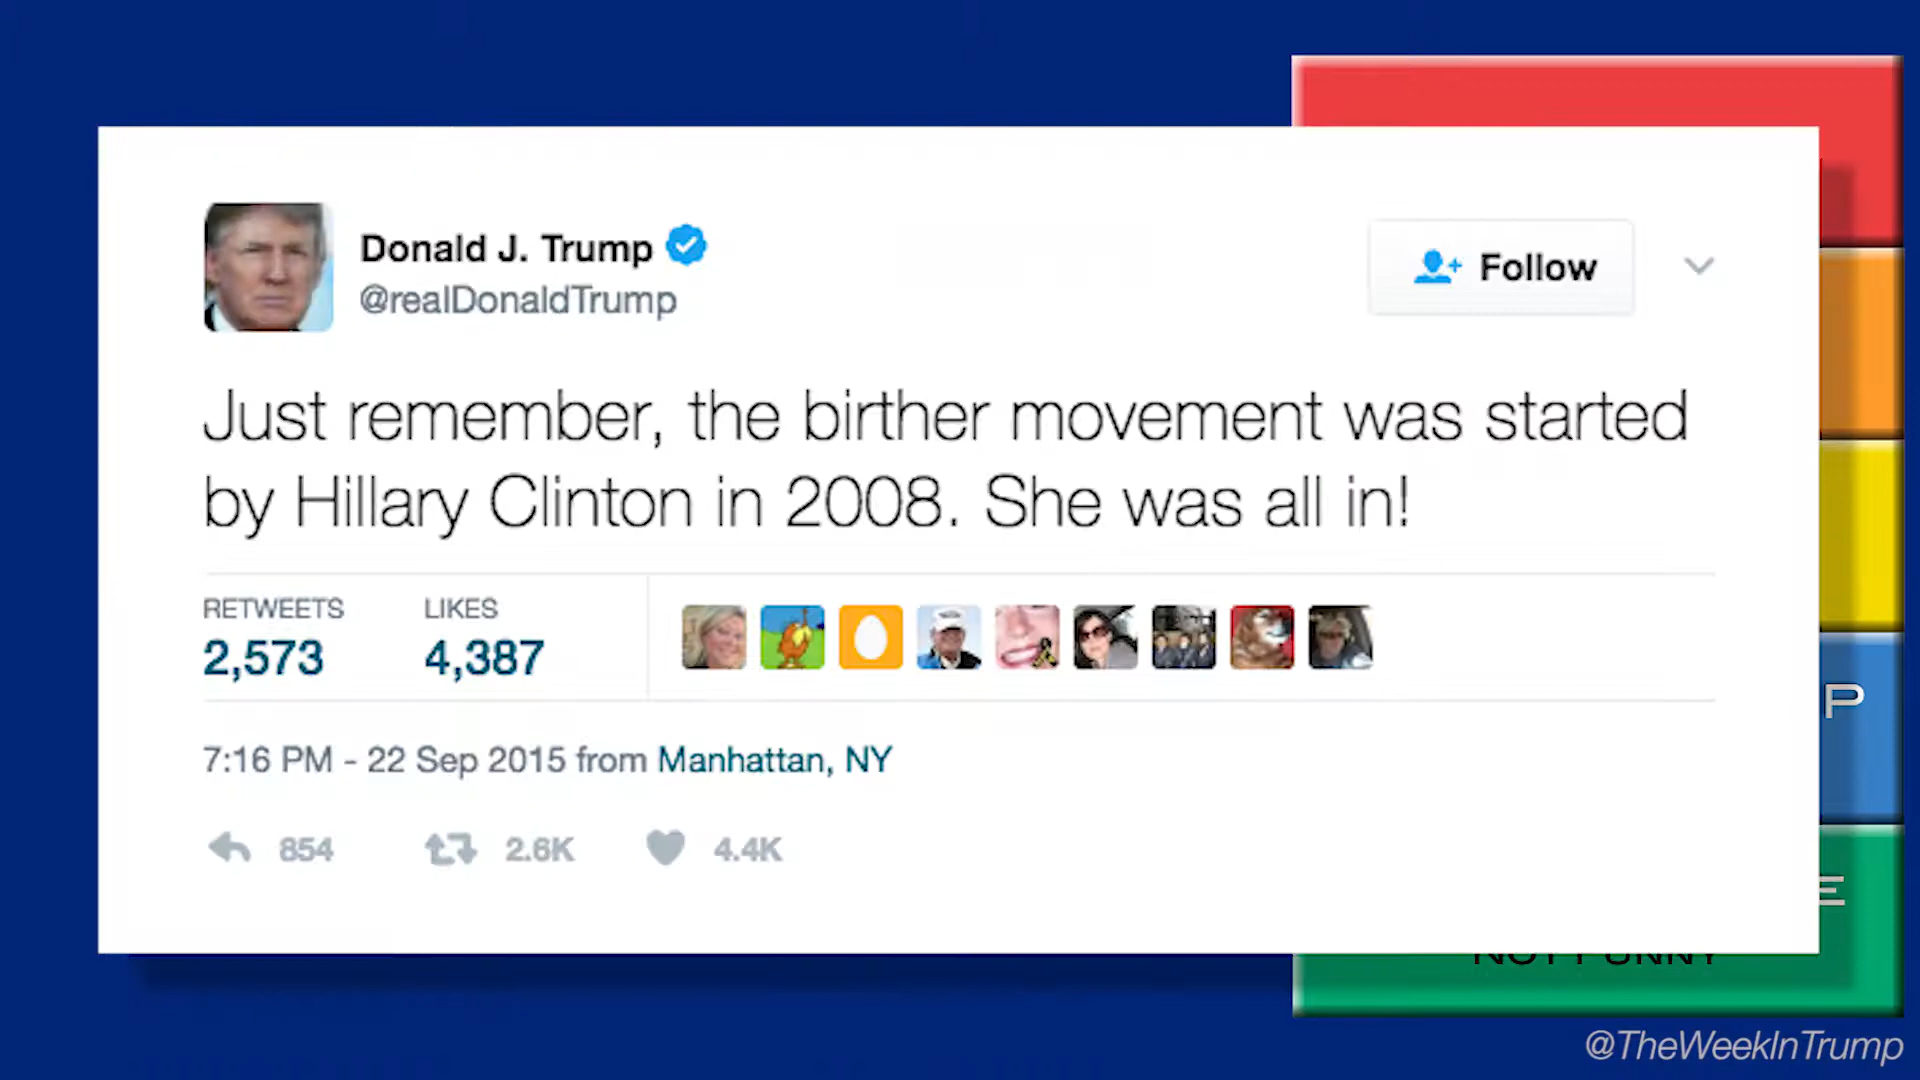 Donald J. Trump
@realDonaldTrump
Follow
Just remember, the birther movement was started
by Hillary Clinton in 2008. She was all in!
RETWEETS LIKES
2,573 4,387
7:16 PM - 22 Sep 2015 from Manhattan, NY
854 2.6K 4.4K
P
E
NOT FUNNY
@TheWeekInTrump